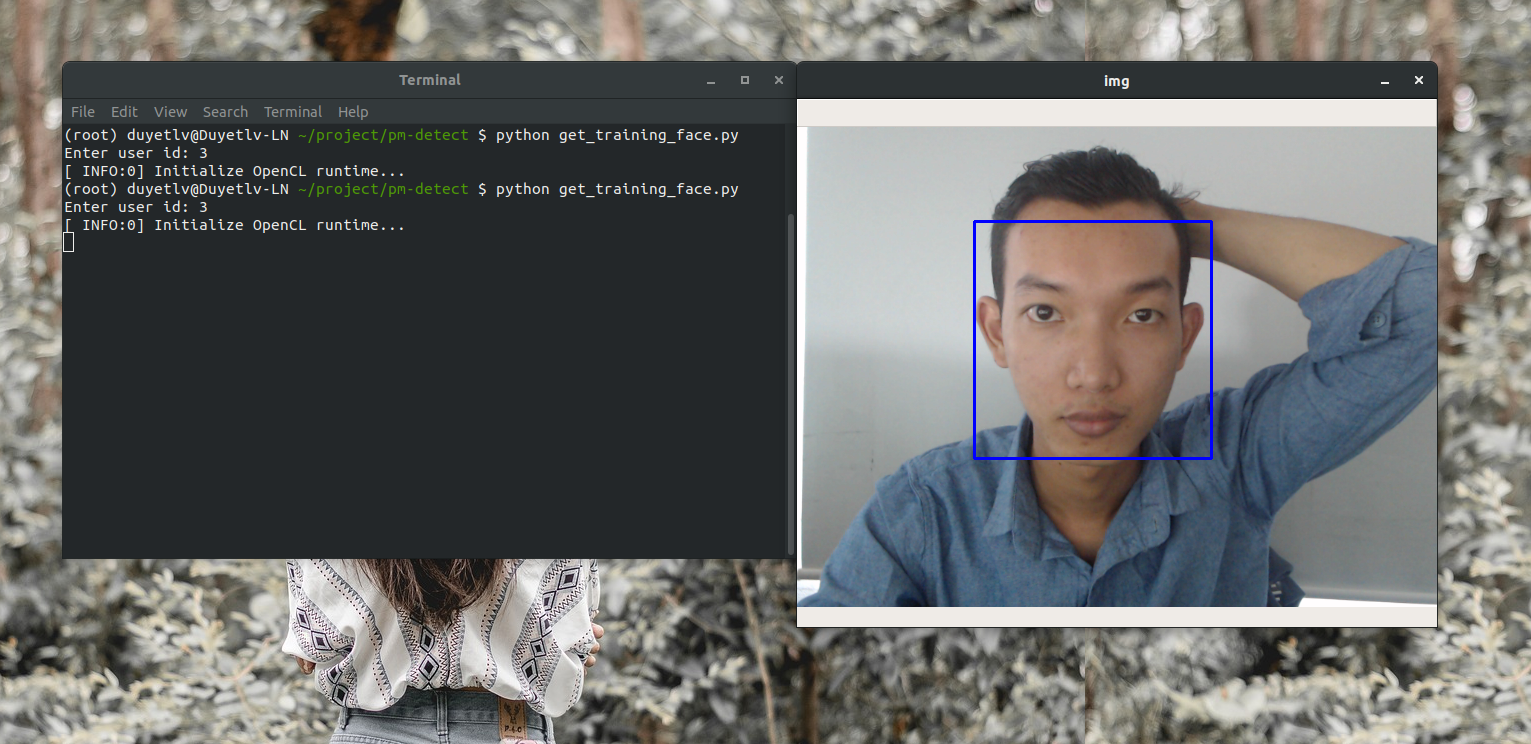 Terminal
File Edit View Search Terminal Help
(root) duyetlv@Duyetlv-LN ~/project/pm-detect $ python get_training_face.py
Enter user id: 3
[ INFO:0] Initialize OpenCL runtime...
(root) duyetlv@Duyetlv-LN ~/project/pm-detect $ python get_training_face.py
Enter user id: 3
[ INFO:0] Initialize OpenCL runtime...
img